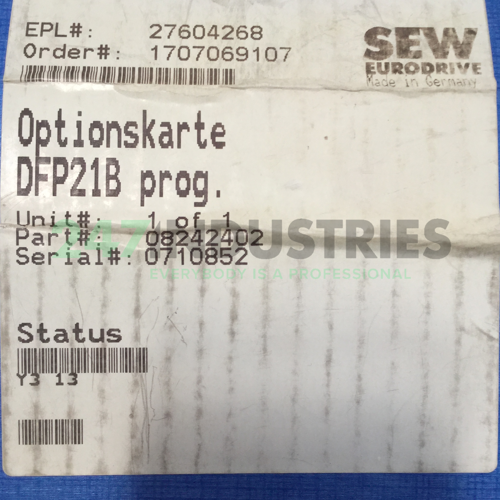 EPL#: 27604268
Order#: 1707069107
SEW
EURODRIVE
Made in Germany
Optionskarte
DFP21B prog.
Unit#: 1 of 1
Part#: 08242402
Serial#: 0710852
247 INDUSTRIES
EVERYBODY IS A PROFESSIONAL
Status
Y3 13